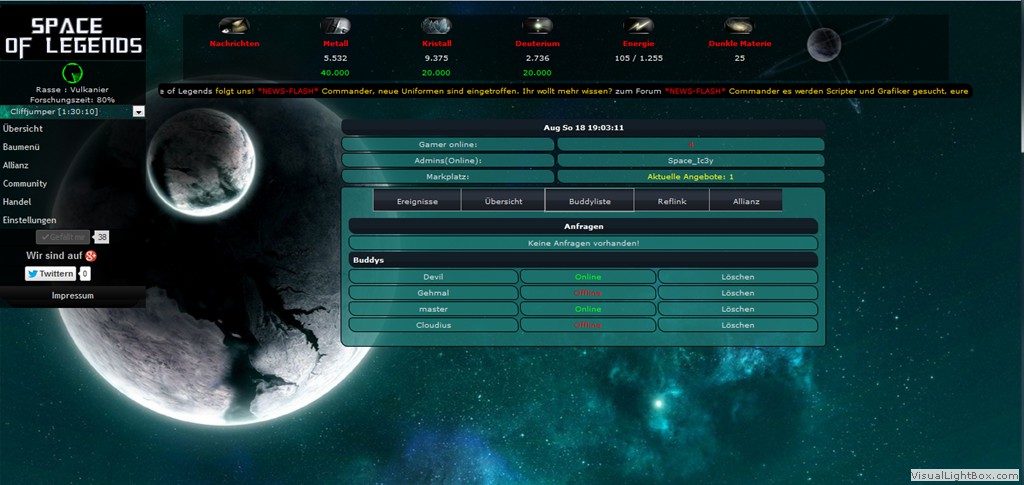 SPACE
OF LEGENDS
Rasse : Vulkanier
Forschungszeit: 80%
Cliffjumper [1:30:10]
Übersicht
Baumenü
Allianz
Community
Handel
Einstellungen
Gefällt mir 38
Wir sind auf
Twittern 0
Impressum
Nachrichten Metall Kristall Deuterium Energie Dunkle Materie
5.532 9.375 2.736 105 / 1.255 25
40.000 20.000 20.000
e of Legends folgt uns! *NEWS-FLASH* Commander, neue Uniformen sind eingetroffen. Ihr wollt mehr wissen? zum Forum *NEWS-FLASH* Commander es werden Scripter und Grafiker gesucht, eure
Aug So 18 19:03:11
Gamer online:
Admins(Online): Space_Ic3y
Markplatz: Aktuelle Angebote: 1
Ereignisse Übersicht Buddyliste Reflink Allianz
Anfragen
Keine Anfragen vorhanden!
Buddys
Devil Online Löschen
Gehmal Offline Löschen
master Online Löschen
Cloudius Offline Löschen
VisualLightBox.com